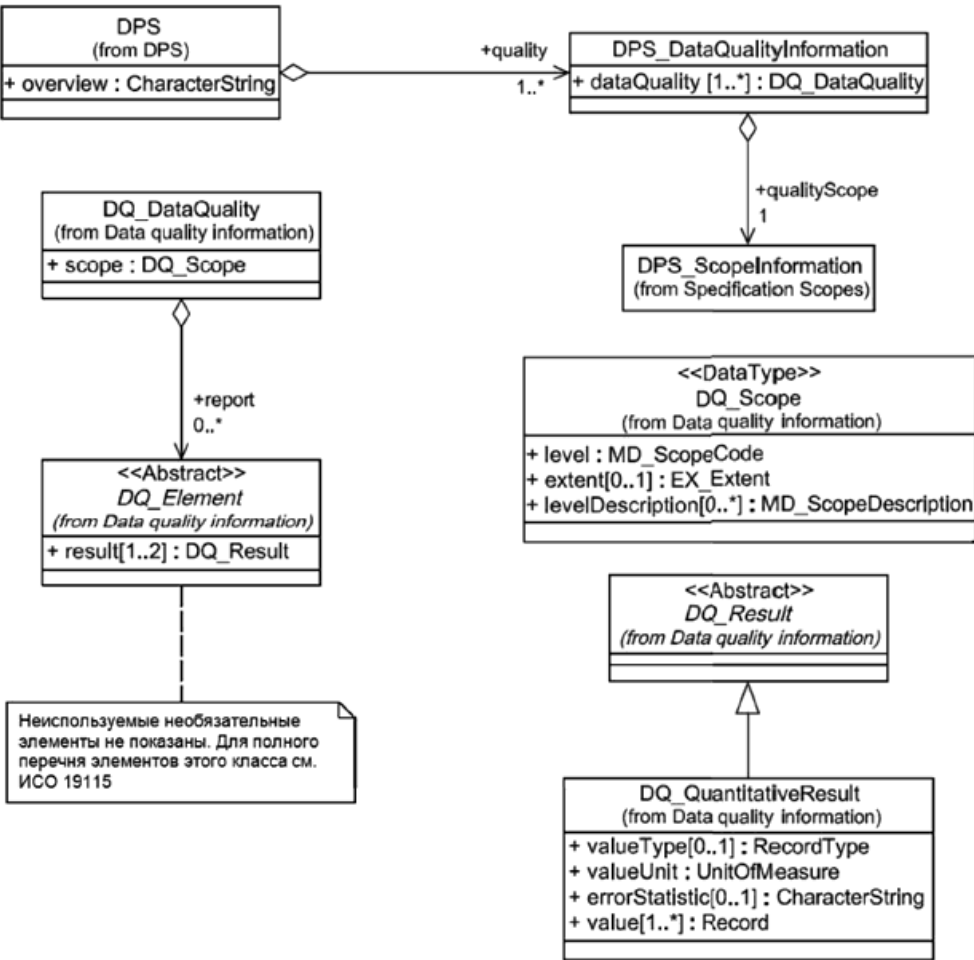 DPS
(from DPS)
+ overview : CharacterString
+quality
1..*
DPS_DataQualityInformation
+ dataQuality [1..*] : DQ_DataQuality
+qualityScope
1
DPS_ScopeInformation
(from Specification Scopes)
DQ_DataQuality
(from Data quality information)
+ scope : DQ_Scope
+report
0..*
<<Abstract>>
DQ_Element
(from Data quality information)
+ result[1..2] : DQ_Result
Неиспользуемые необязательные
элементы не показаны. Для полного
перечня элементов этого класса см.
ИСО 19115
<<DataType>>
DQ_Scope
(from Data quality information)
+ level : MD_ScopeCode
+ extent[0..1] : EX_Extent
+ levelDescription[0..*] : MD_ScopeDescription
<<Abstract>>
DQ_Result
(from Data quality information)
DQ_QuantitativeResult
(from Data quality information)
+ valueType[0..1] : RecordType
+ valueUnit : UnitOfMeasure
+ errorStatistic[0..1] : CharacterString
+ value[1..*] : Record